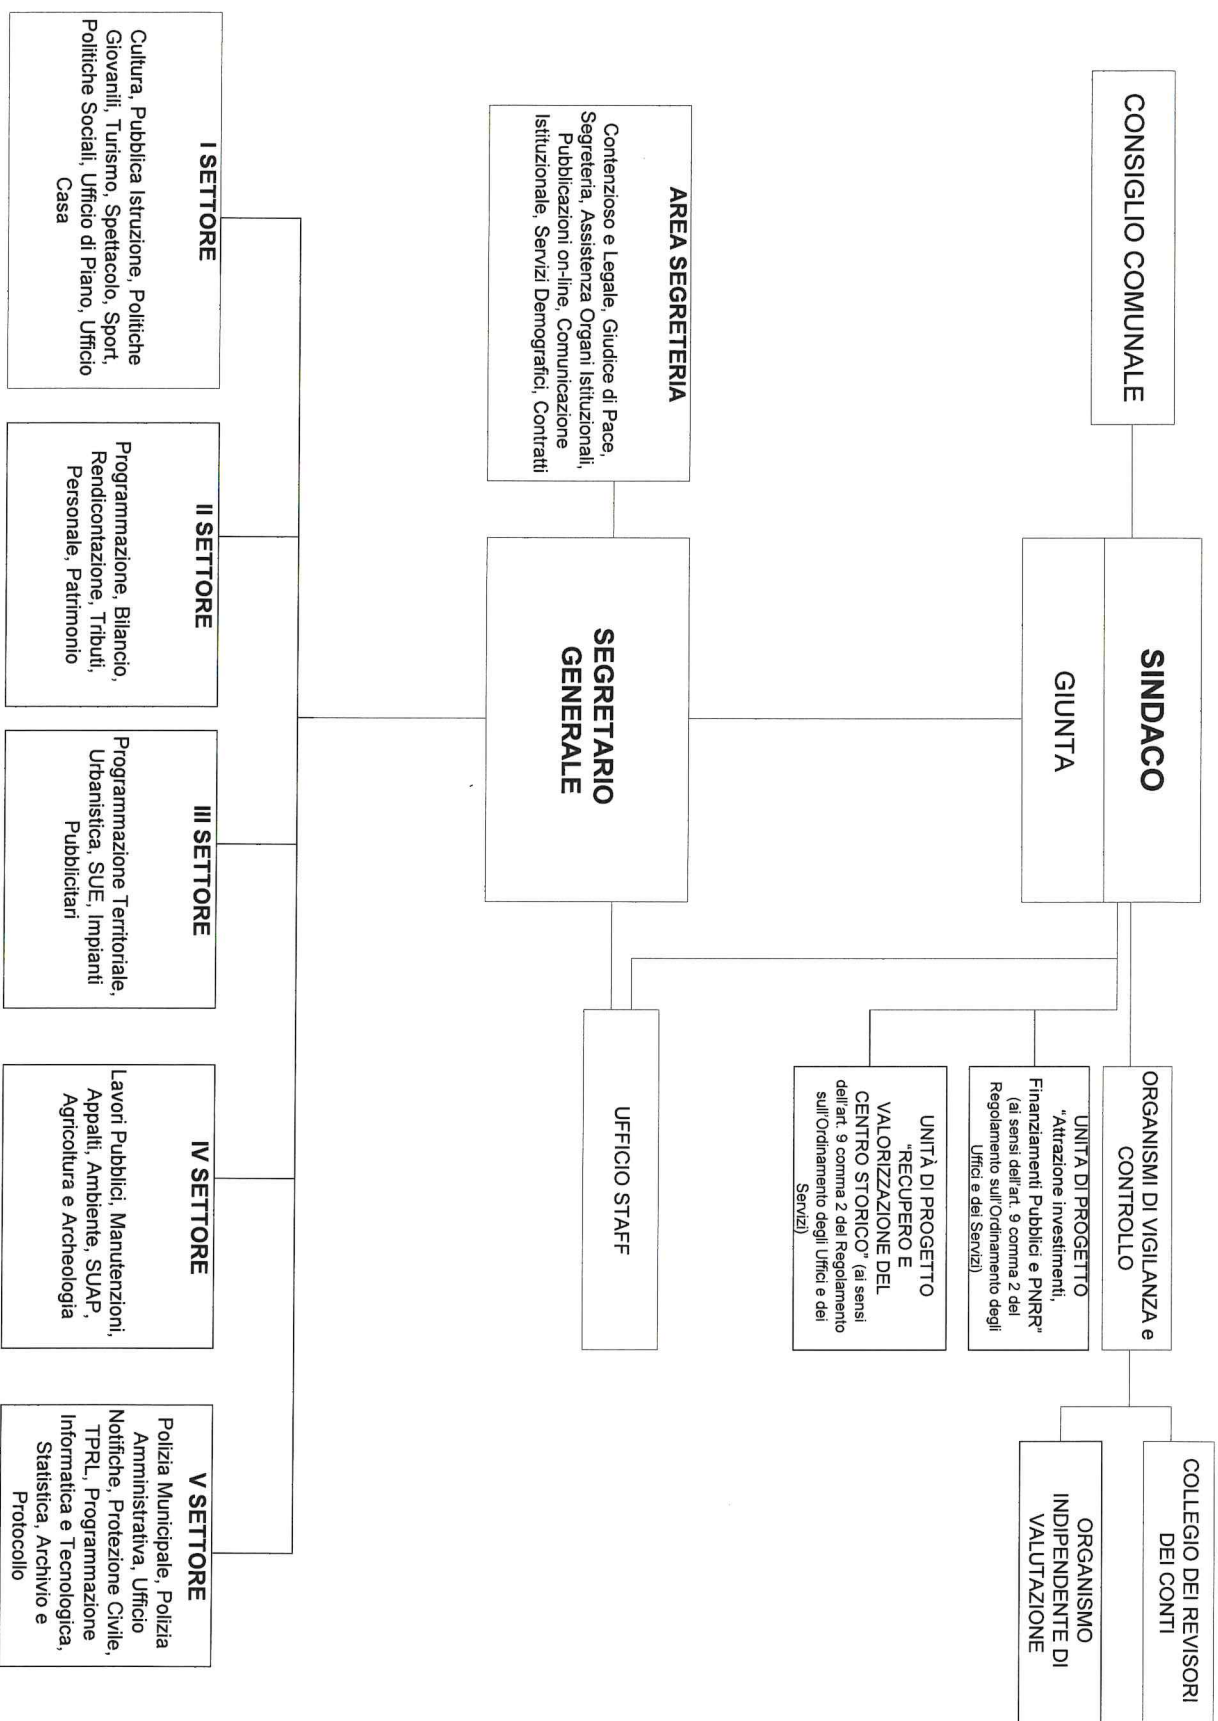 CONSIGLIO COMUNALE
SINDACO
GIUNTA
ORGANISMI DI VIGILANZA e
CONTROLLO
COLLEGIO DEI REVISORI
DEI CONTI
ORGANISMO
INDIPENDENTE DI
VALUTAZIONE
UNITÀ DI PROGETTO
"Attrazione investimenti,
Finanziamenti Pubblici e PNRR"
(ai sensi dell'art. 9 comma 2 del
Regolamento sull'Ordinamento degli
Uffici e dei Servizi)
UNITÀ DI PROGETTO
"RECUPERO E
VALORIZZAZIONE DEL
CENTRO STORICO" (ai sensi
dell'art. 9 comma 2 del Regolamento
sull'Ordinamento degli Uffici e dei
Servizi)
AREA SEGRETERIA
Contenzioso e Legale, Giudice di Pace,
Segreteria, Assistenza Organi Istituzionali,
Pubblicazioni on-line, Comunicazione
Istituzionale, Servizi Demografici, Contratti
SEGRETARIO
GENERALE
UFFICIO STAFF
I SETTORE
Cultura, Pubblica Istruzione, Politiche
Giovanili, Turismo, Spettacolo, Sport,
Politiche Sociali, Ufficio di Piano, Ufficio
Casa
II SETTORE
Programmazione, Bilancio,
Rendicontazione, Tributi,
Personale, Patrimonio
III SETTORE
Programmazione Territoriale,
Urbanistica, SUE, Impianti
Pubblicitari
IV SETTORE
Lavori Pubblici, Manutenzioni,
Appalti, Ambiente, SUAP,
Agricoltura e Archeologia
V SETTORE
Polizia Municipale, Polizia
Amministrativa, Ufficio
Notifiche, Protezione Civile,
TPRL, Programmazione
Informatica e Tecnologica,
Statistica, Archivio e
Protocollo